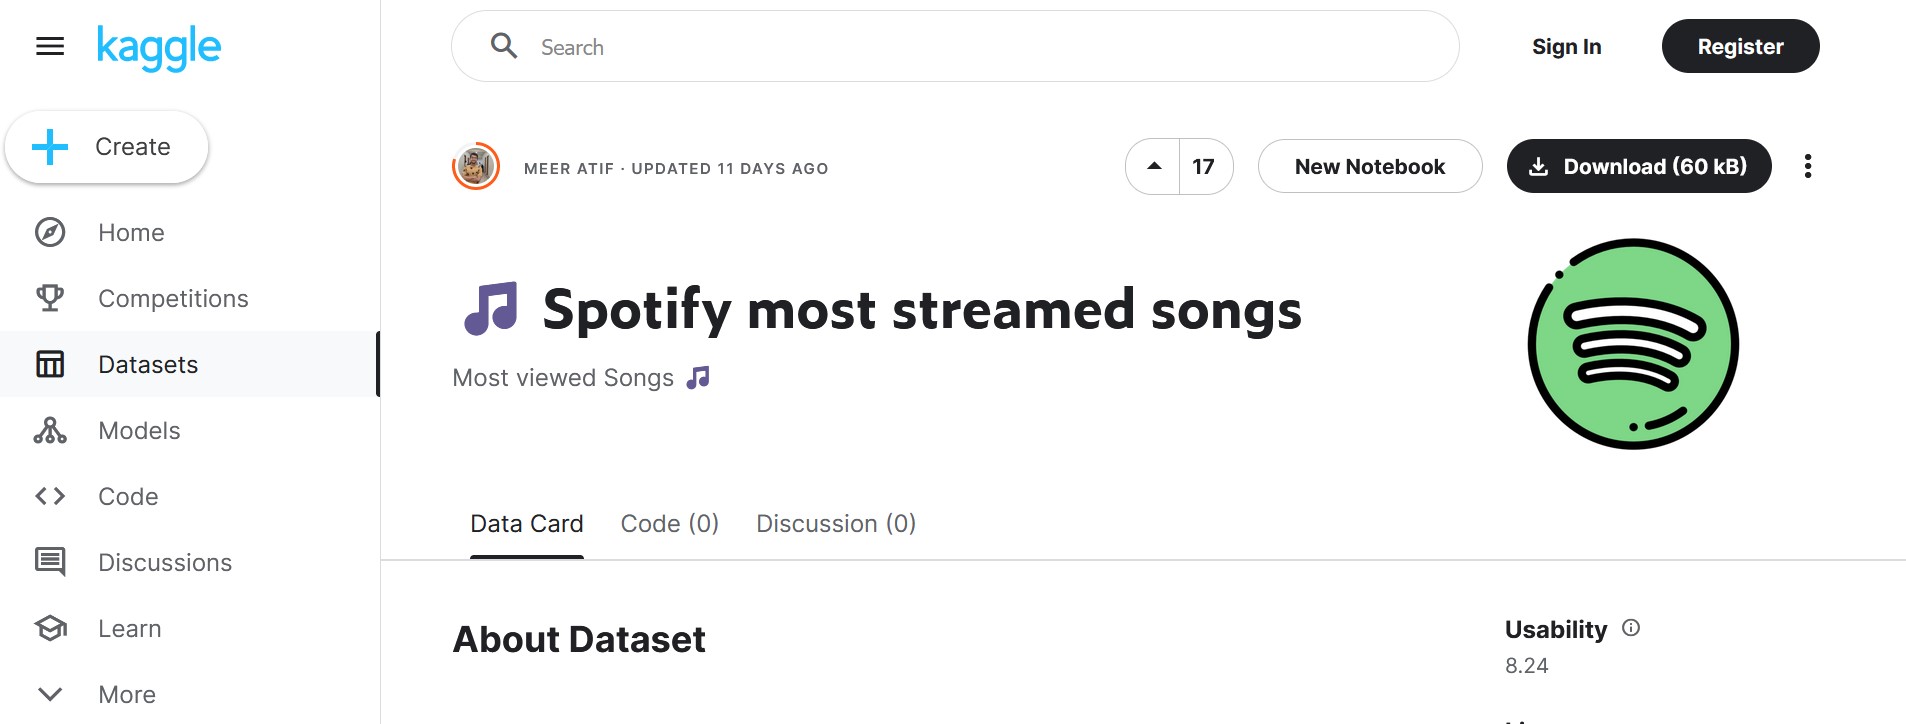 kaggle
Search
Sign In
Register
Create
MEER ATIF · UPDATED 11 DAYS AGO
17
New Notebook
Download (60 kB)
Home
Competitions
Datasets
Models
Code
Discussions
Learn
More
Spotify most streamed songs
Most viewed Songs
Data Card
Code (0)
Discussion (0)
About Dataset
Usability
8.24